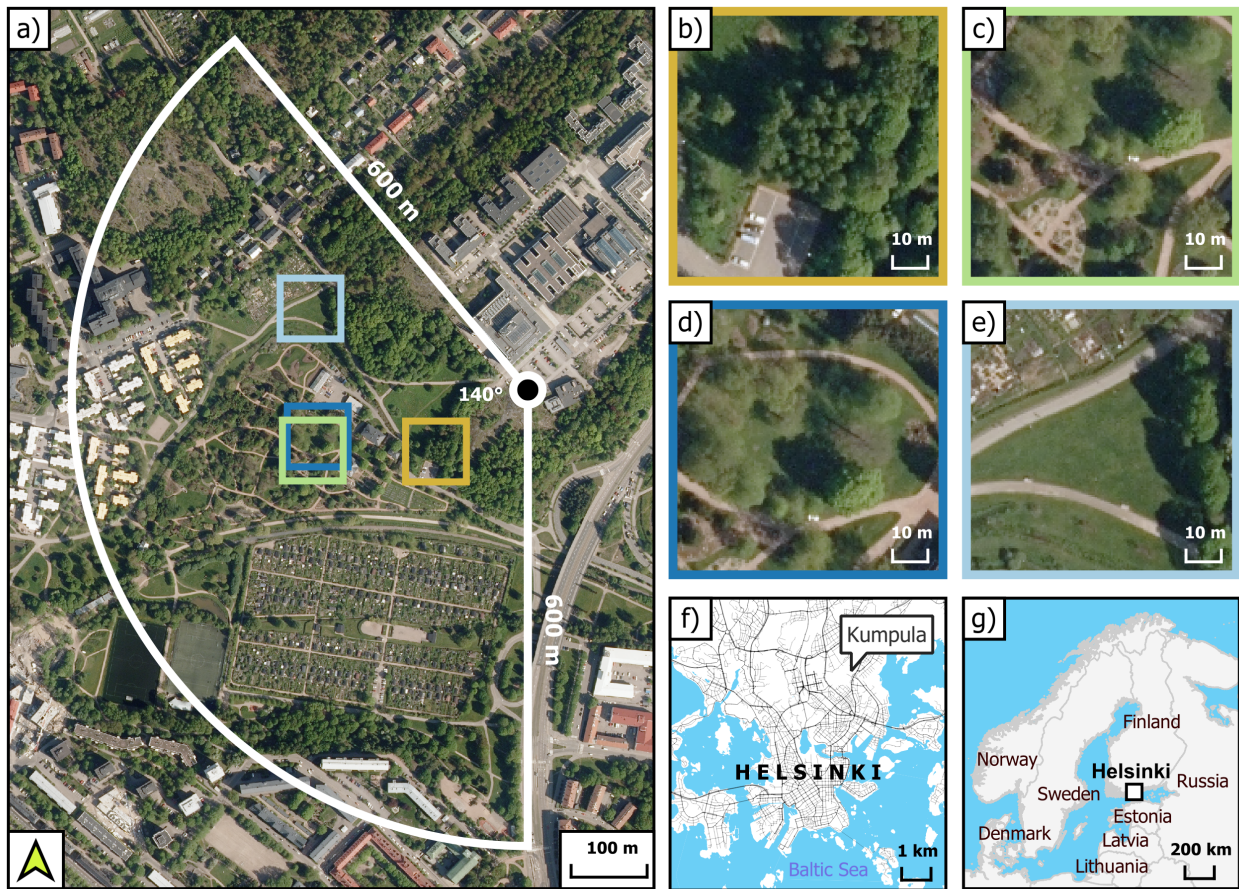 a)
600 m
140°
600 m
100 m
b)
10 m
c)
10 m
d)
10 m
e)
10 m
f)
Kumpula
HELSINKI
Baltic Sea
1 km
g)
Finland
Norway
Helsinki
Russia
Sweden
Estonia
Denmark
Latvia
Lithuania
200 km